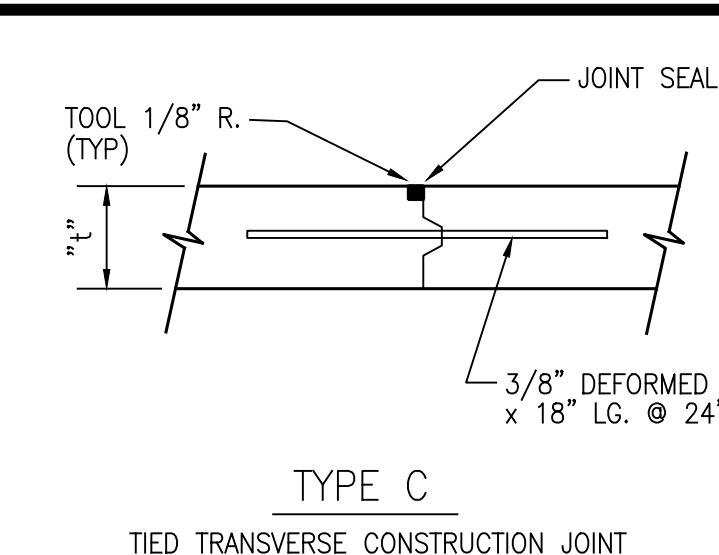 JOINT SEAL
TOOL 1/8" R.
(TYP)
"t"
3/8" DEFORMED
x 18" LG. @ 24"
TYPE C
TIED TRANSVERSE CONSTRUCTION JOINT